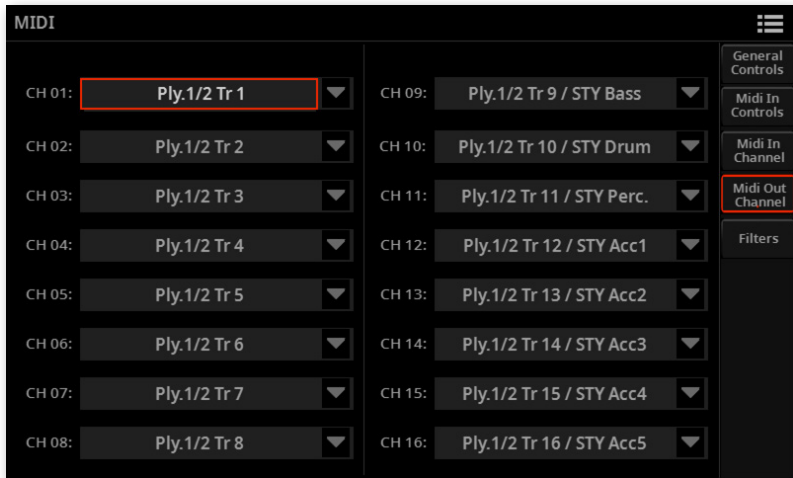 MIDI
CH 01: Ply.1/2 Tr 1
CH 02: Ply.1/2 Tr 2
CH 03: Ply.1/2 Tr 3
CH 04: Ply.1/2 Tr 4
CH 05: Ply.1/2 Tr 5
CH 06: Ply.1/2 Tr 6
CH 07: Ply.1/2 Tr 7
CH 08: Ply.1/2 Tr 8
CH 09: Ply.1/2 Tr 9 / STY Bass
CH 10: Ply.1/2 Tr 10 / STY Drum
CH 11: Ply.1/2 Tr 11 / STY Perc.
CH 12: Ply.1/2 Tr 12 / STY Acc1
CH 13: Ply.1/2 Tr 13 / STY Acc2
CH 14: Ply.1/2 Tr 14 / STY Acc3
CH 15: Ply.1/2 Tr 15 / STY Acc4
CH 16: Ply.1/2 Tr 16 / STY Acc5
General
Controls
Midi In
Controls
Midi In
Channel
Midi Out
Channel
Filters